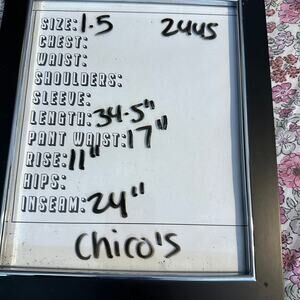 SIZE: 1.5 2445
CHEST:
WAIST:
SHOULDERS:
SLEEVE:
LENGTH: 34.5"
PANT WAIST: 17"
RISE: 11"
HIPS:
INSEAM: 24"
Chico's